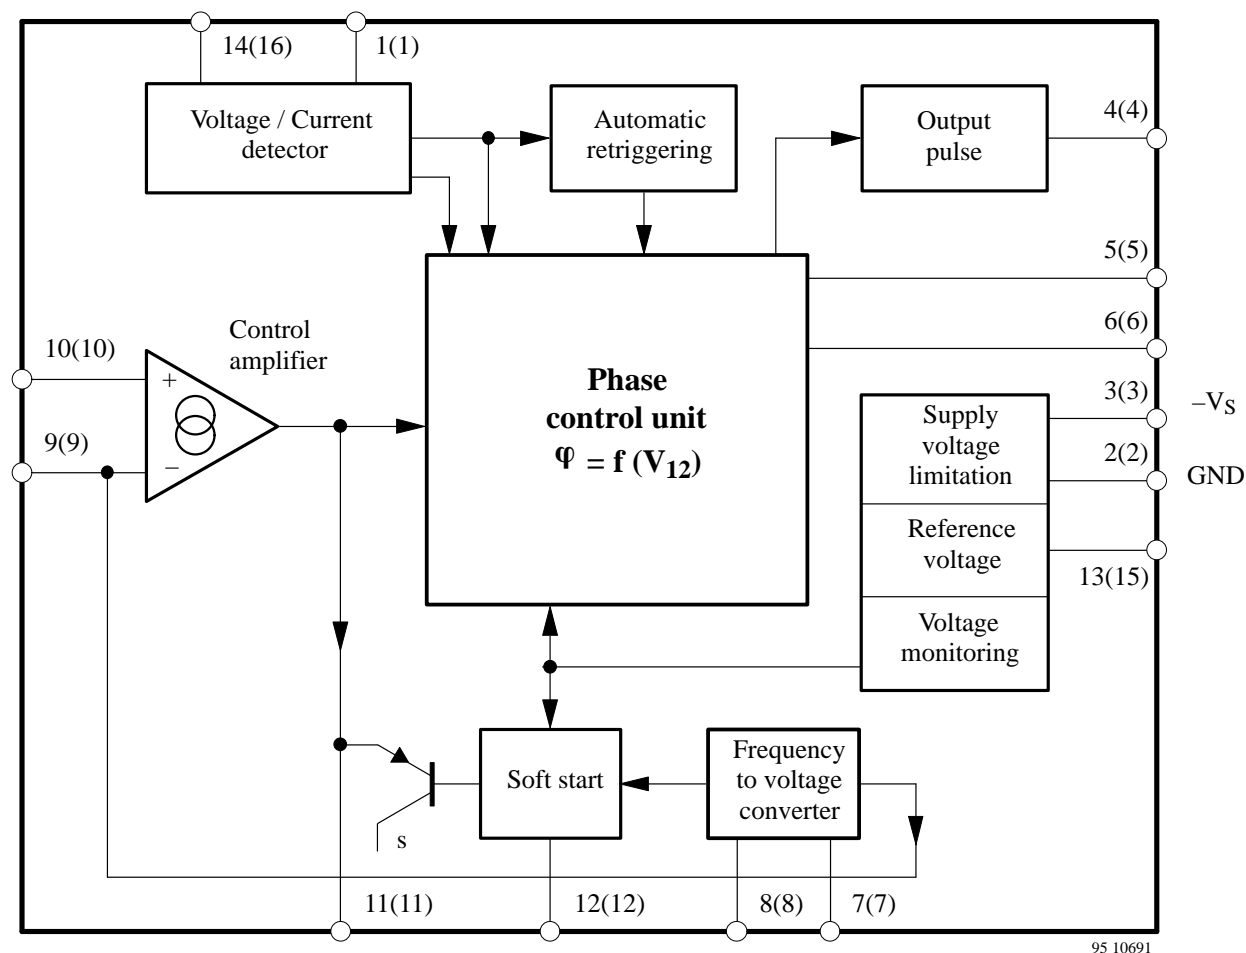 14(16)
1(1)
Voltage / Current
detector
Automatic
retriggering
Output
pulse
4(4)
5(5)
6(6)
Control
amplifier
10(10)
+
9(9)
−
Phase
control unit
φ = f (V12)
3(3)
–VS
Supply
voltage
limitation
2(2)
GND
Reference
voltage
13(15)
Voltage
monitoring
Soft start
Frequency
to voltage
converter
s
11(11)
12(12)
8(8)
7(7)
95 10691